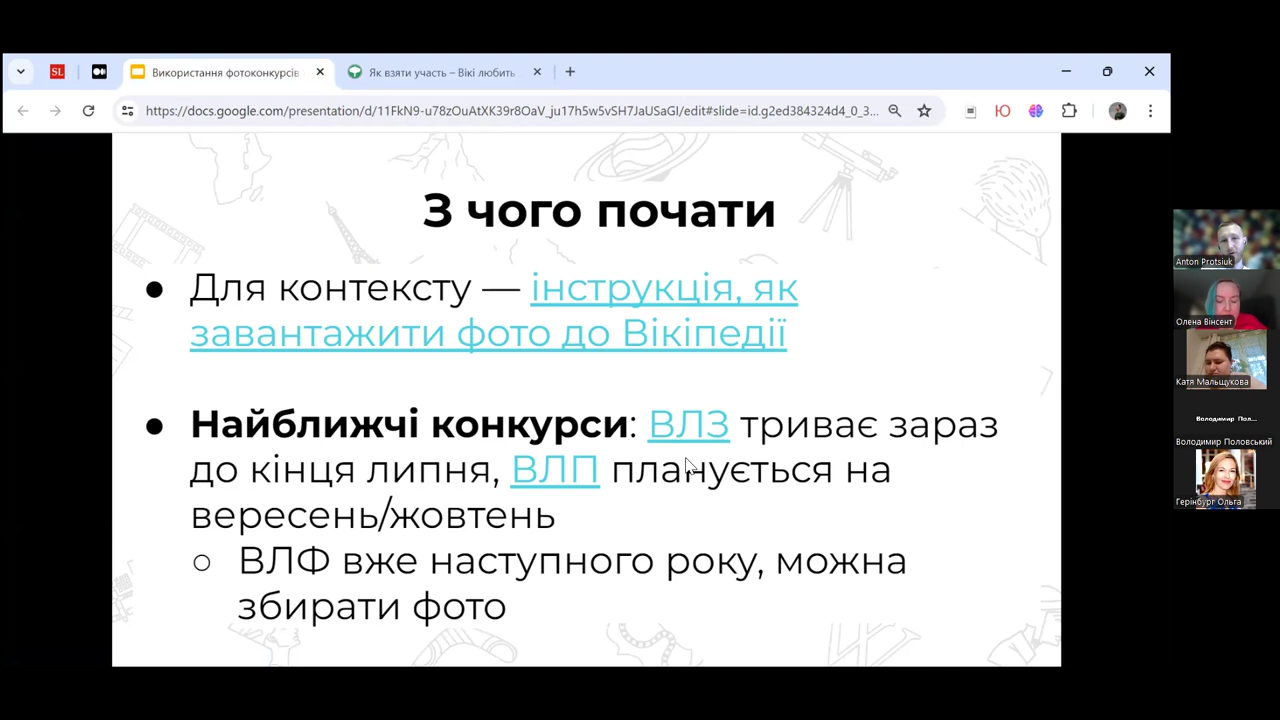 SL
Використання фотоконкурсів
Як взяти участь – Вікі любить
https://docs.google.com/presentation/d/11FkN9-u78zOuAtXK39r8OaV_ju17h5w5vSH7JaUSaGI/edit#slide=id.g2ed384324d4_0_3...
Ю
З чого почати
● Для контексту — інструкція, як
завантажити фото до Вікіпедії
● Найближчі конкурси: ВЛЗ триває зараз
до кінця липня, ВЛП планується на
вересень/жовтень
○ ВЛФ вже наступного року, можна
збирати фото
Anton Protsiuk
Олена Вінсент
Катя Мальщукова
Володимир Пол...
Володимир Половський
Герінбург Ольга